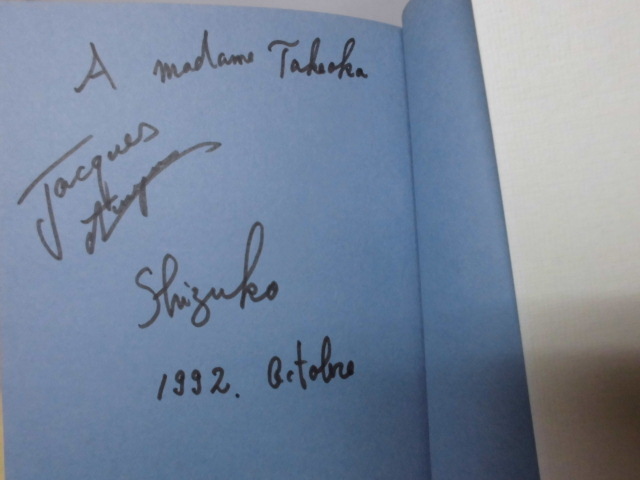 A madame Takeoka
Jacques
Shizuko
1992. Octobre